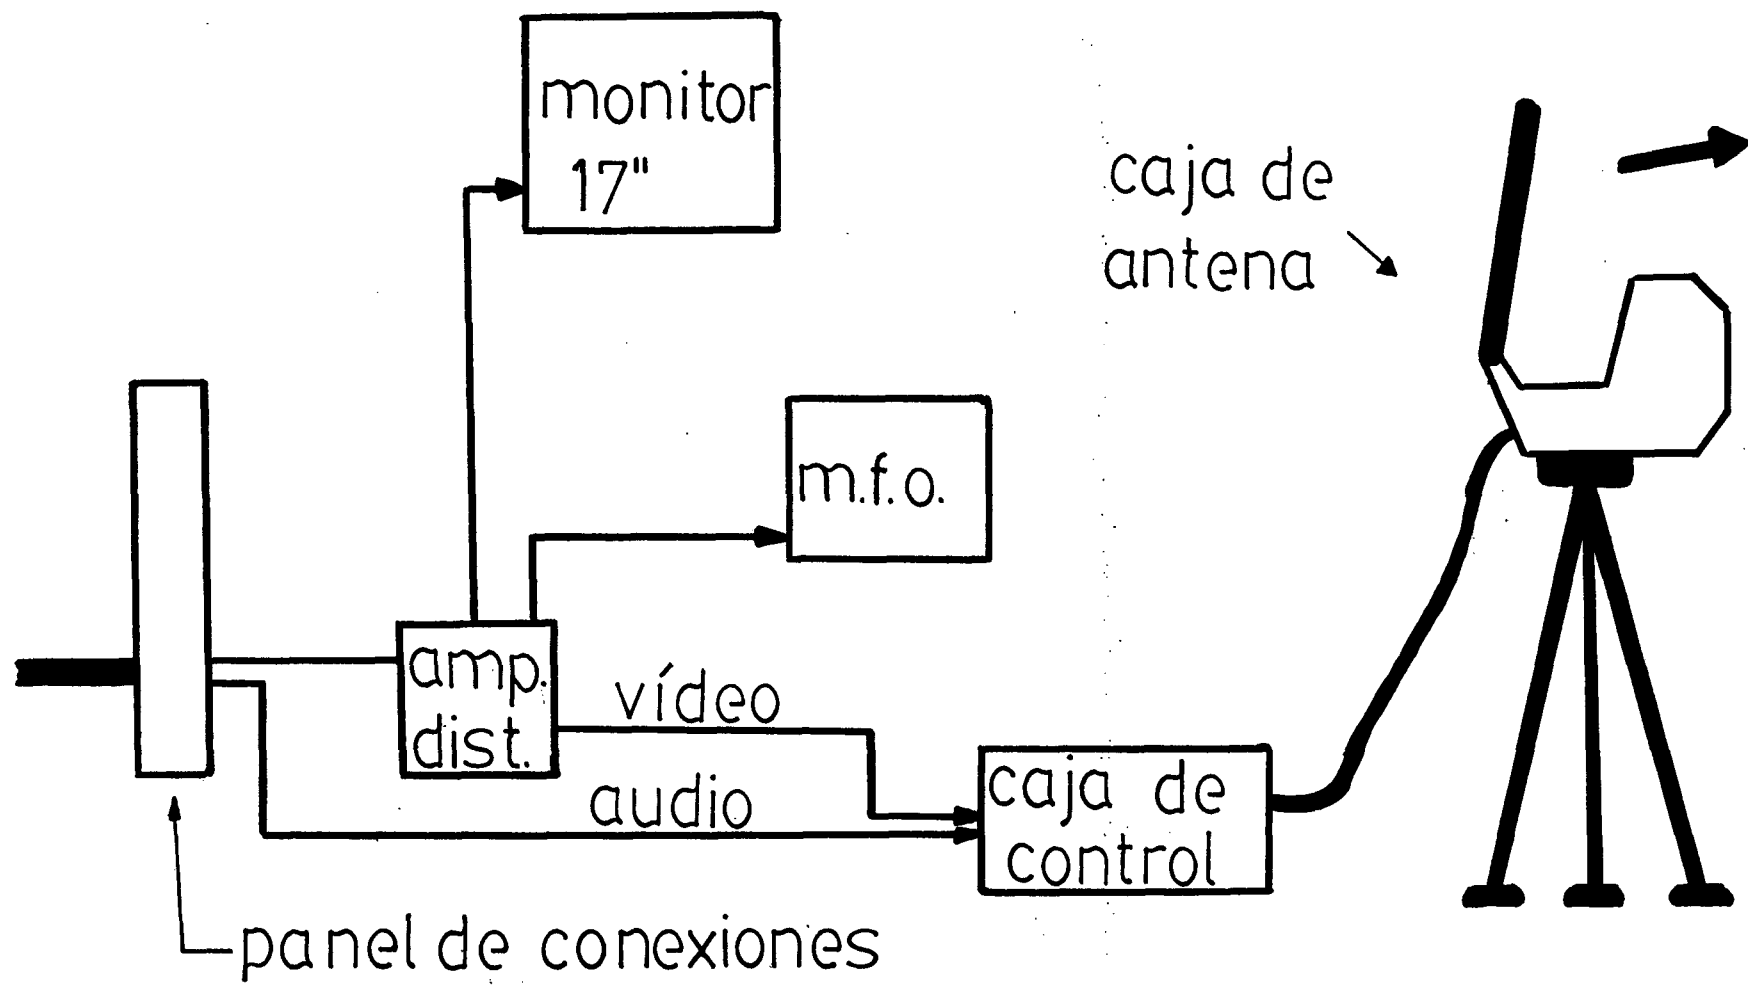 monitor
17"
caja de
antena
m.f.o.
amp.
dist.
vídeo
audio
caja de
control
panel de conexiones